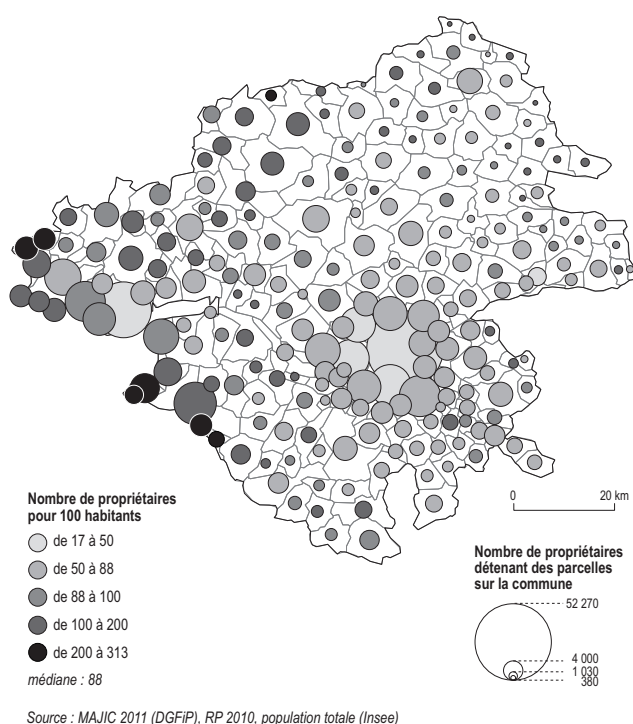 0 20 km
Nombre de propriétaires
pour 100 habitants
de 17 à 50
de 50 à 88
de 88 à 100
de 100 à 200
de 200 à 313
médiane : 88
Nombre de propriétaires
détenant des parcelles
sur la commune
52 270
4 000
1 030
380
Source : MAJIC 2011 (DGFiP), RP 2010, population totale (Insee)